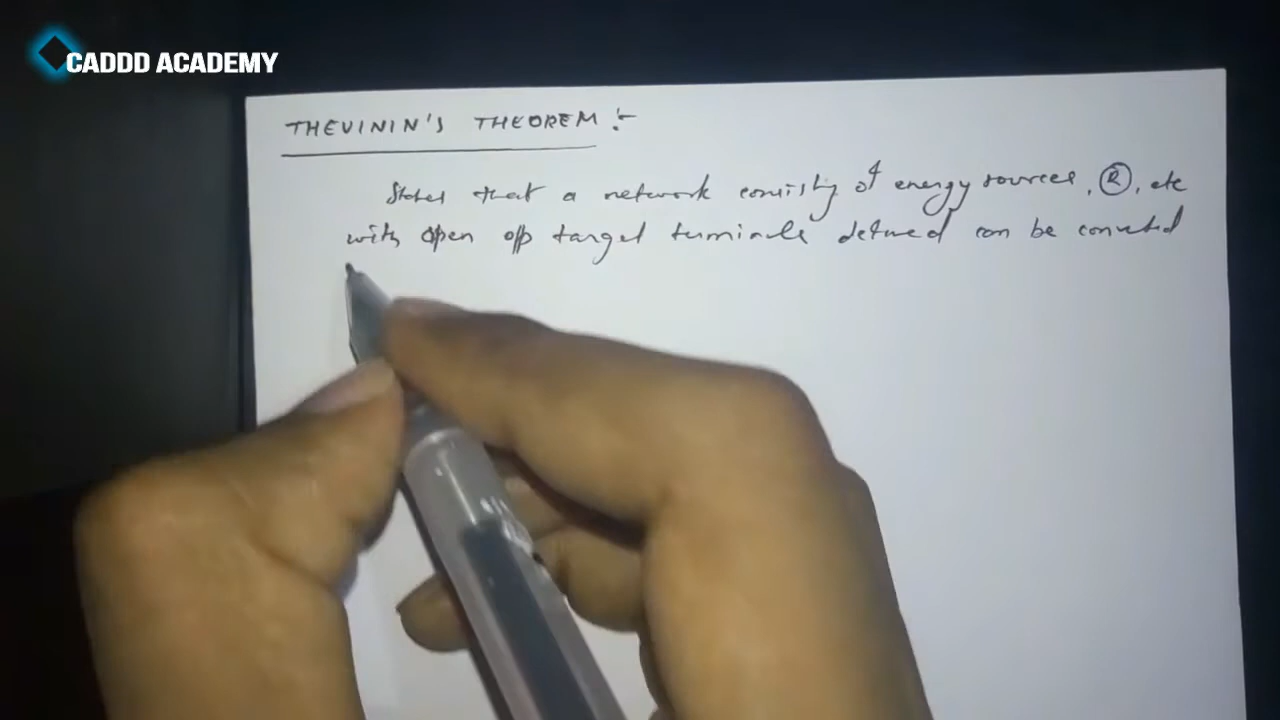 CADDD ACADEMY
THEVININ'S THEOREM :-
States that a network consisting of energy sources, R, etc
with open o/p target terminals defined can be converted